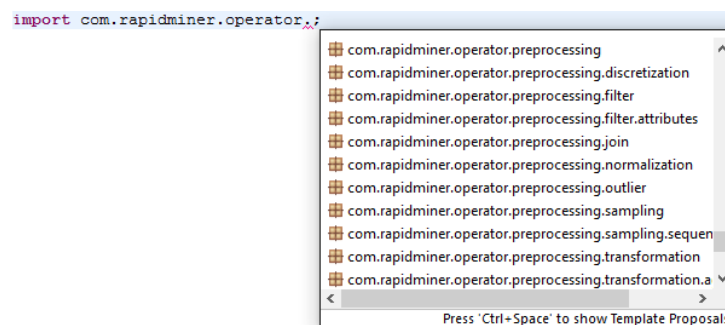 import com.rapidminer.operator.;
com.rapidminer.operator.preprocessing
com.rapidminer.operator.preprocessing.discretization
com.rapidminer.operator.preprocessing.filter
com.rapidminer.operator.preprocessing.filter.attributes
com.rapidminer.operator.preprocessing.join
com.rapidminer.operator.preprocessing.normalization
com.rapidminer.operator.preprocessing.outlier
com.rapidminer.operator.preprocessing.sampling
com.rapidminer.operator.preprocessing.sampling.sequen
com.rapidminer.operator.preprocessing.transformation
com.rapidminer.operator.preprocessing.transformation.a
Press 'Ctrl+Space' to show Template Proposal